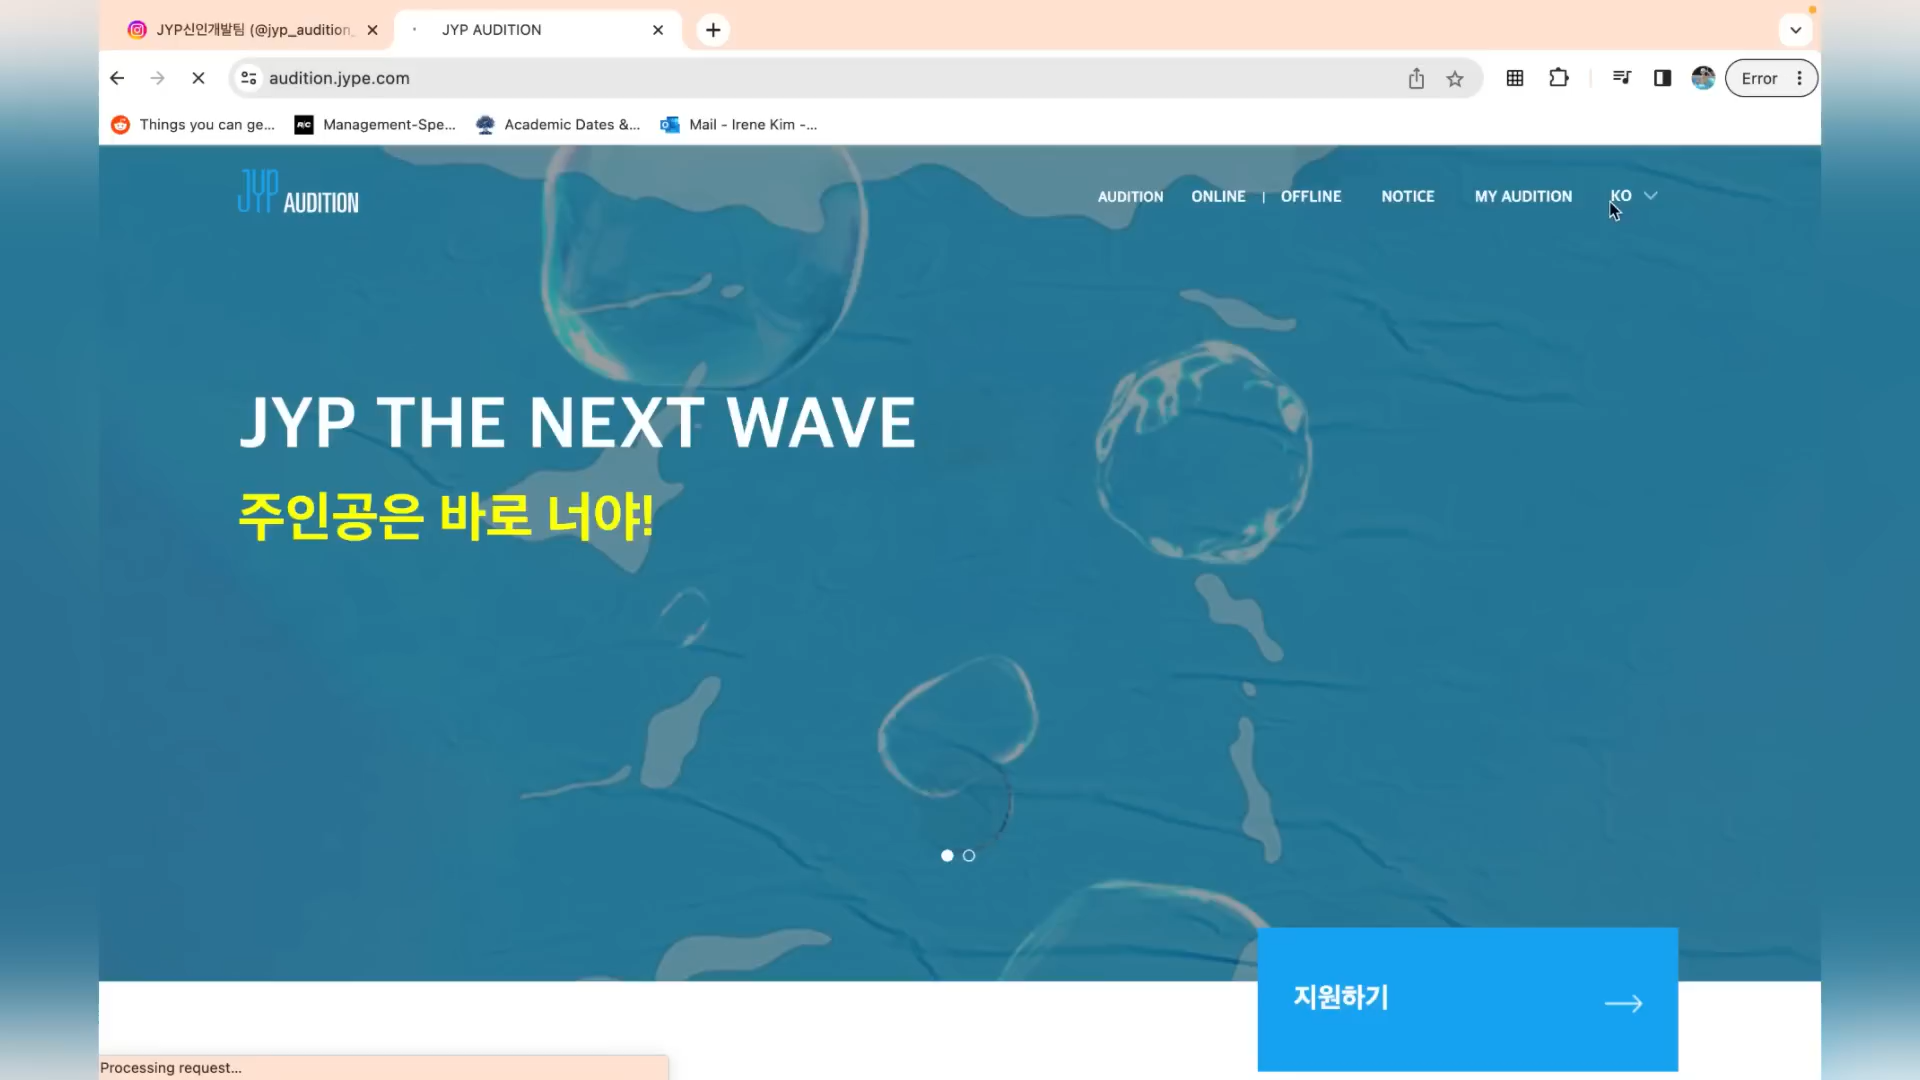 JYP신인개발팀 (@jyp_audition_
JYP AUDITION
audition.jype.com
Error
Things you can ge...
Management-Spe...
Academic Dates &...
Mail - Irene Kim -...
JYP AUDITION
AUDITION ONLINE | OFFLINE NOTICE MY AUDITION KO
JYP THE NEXT WAVE
주인공은 바로 너야!
지원하기
Processing request...